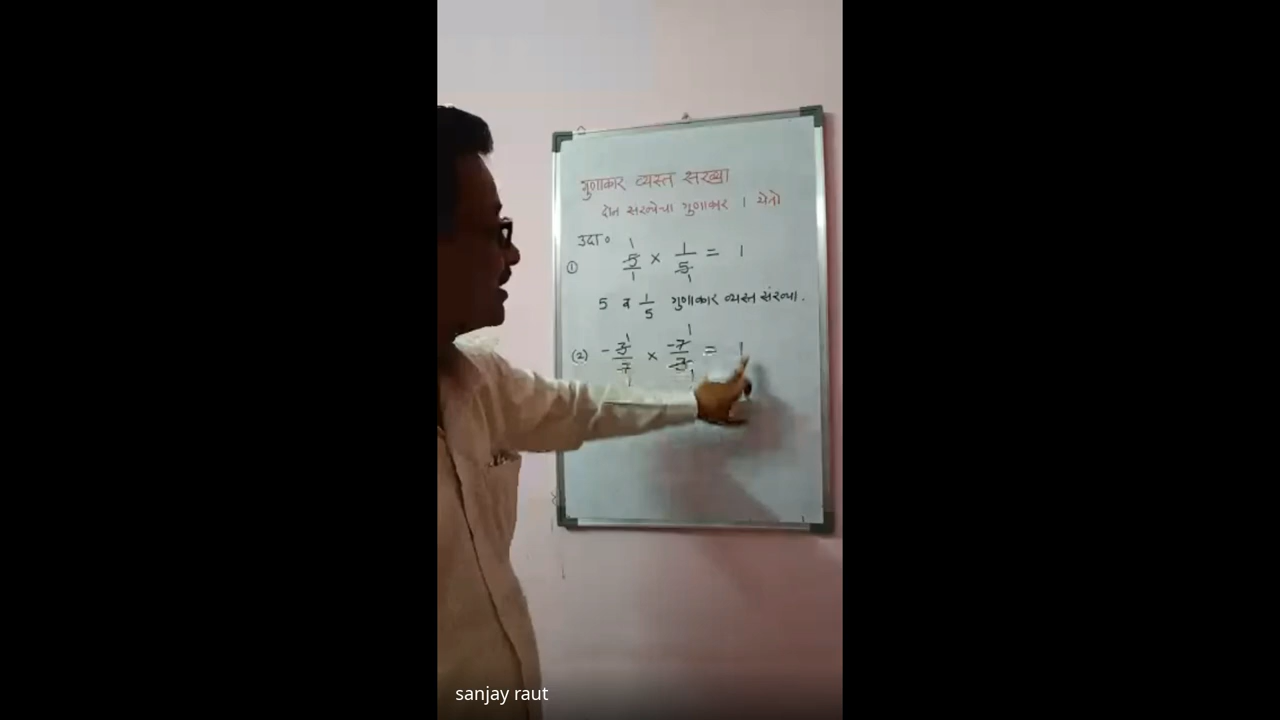 गुणाकार व्यस्त संख्या
दोन संख्येचा गुणाकार 1 येतो
उदा०
① 5/1 × 1/5 = 1
5 व 1/5 गुणाकार व्यस्त संख्या.
(2) -3/7 × -7/3 = 1
sanjay raut